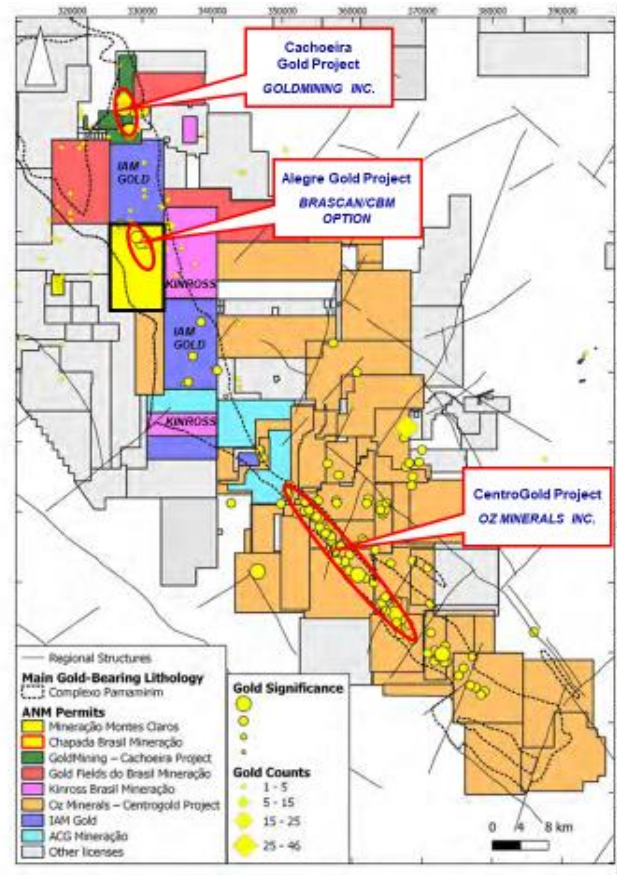 320000 330000 340000 350000 360000 370000 380000 390000
Cachoeira
Gold Project
GOLDMINING INC.
IAM
GOLD
Alegre Gold Project
BRASCAN/CBM
OPTION
KINROSS
IAM
GOLD
KINROSS
CentroGold Project
OZ MINERALS INC.
Regional Structures
Main Gold-Bearing Lithology
Complexo Pamamirim
ANM Permits
Mineração Montes Claros
Chapada Brasil Mineração
GoldMining – Cachoeira Project
Gold Fields do Brasil Mineração
Kinross Brasil Mineração
Oz Minerals – Centrogold Project
IAM Gold
ACG Mineração
Other licenses
Gold Significance
Gold Counts
1 - 5
5 - 15
15 - 25
25 - 46
0 4 8 km